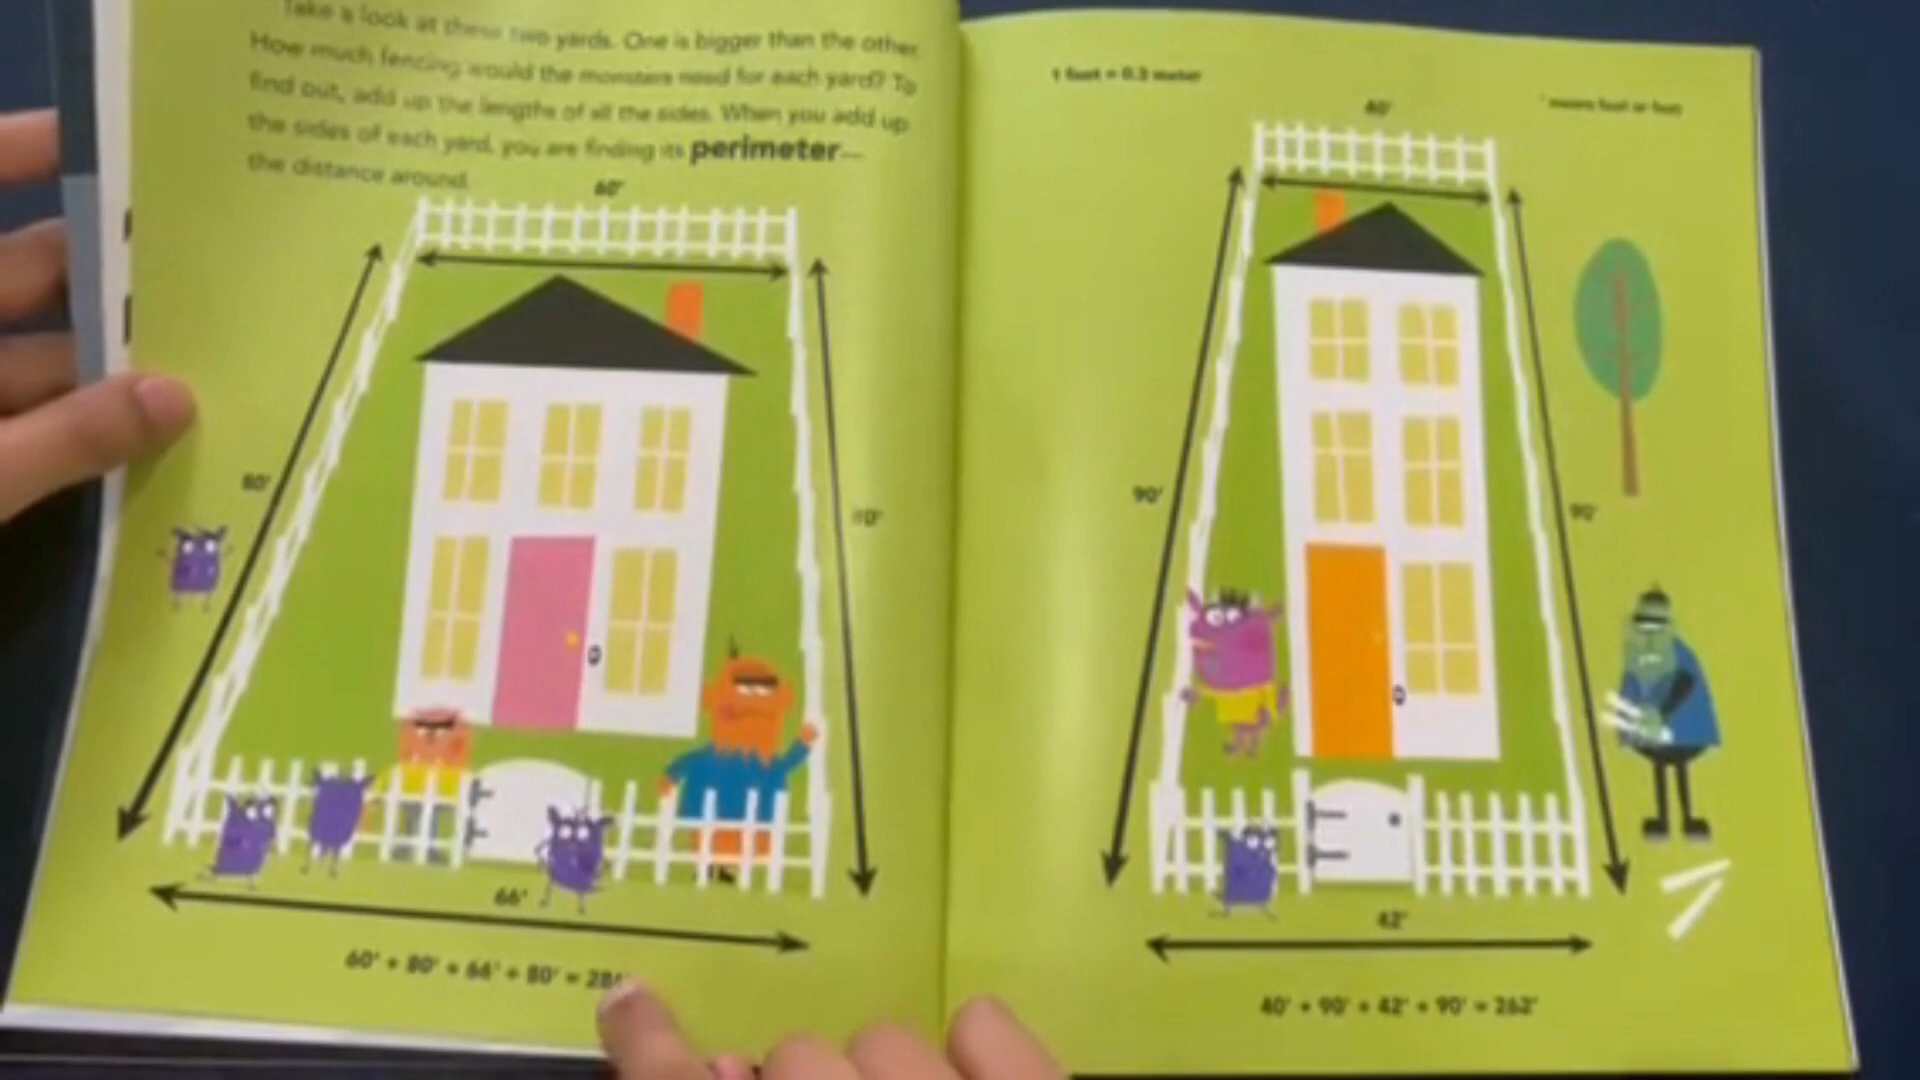 Take a look at these two yards. One is bigger than the other.
How much fencing would the monsters need for each yard? To
find out, add up the lengths of all the sides. When you add up
the sides of each yard, you are finding its perimeter—
the distance around.
60'
80'
80'
66'
60' + 80' + 66' + 80' = 286'
1 foot = 0.3 meter
' means foot or feet
40'
90'
90'
42'
40' + 90' + 42' + 90' = 262'